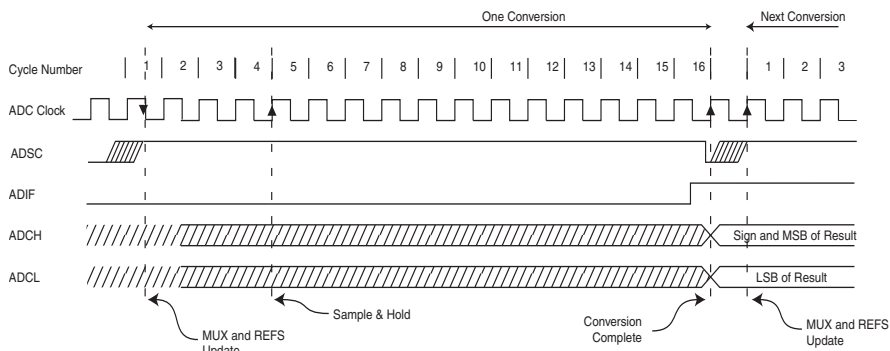 One Conversion
Next Conversion
Cycle Number 1 2 3 4 5 6 7 8 9 10 11 12 13 14 15 16 1 2 3
ADC Clock
ADSC
ADIF
ADCH
Sign and MSB of Result
ADCL
LSB of Result
MUX and REFS
Update
Sample & Hold
Conversion
Complete
MUX and REFS
Update